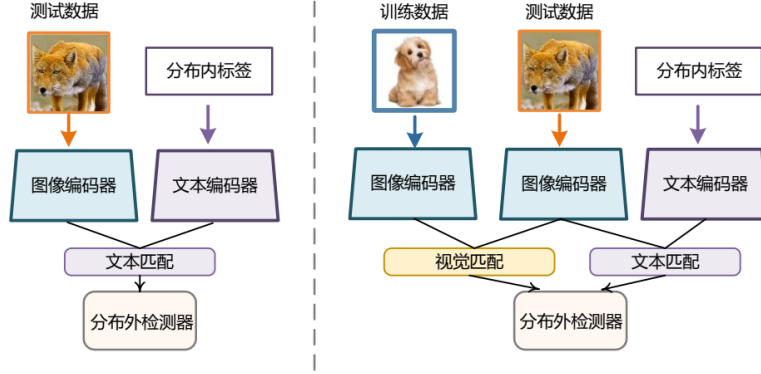 测试数据
分布内标签
图像编码器
文本编码器
文本匹配
分布外检测器
训练数据
测试数据
分布内标签
图像编码器
图像编码器
文本编码器
视觉匹配
文本匹配
分布外检测器